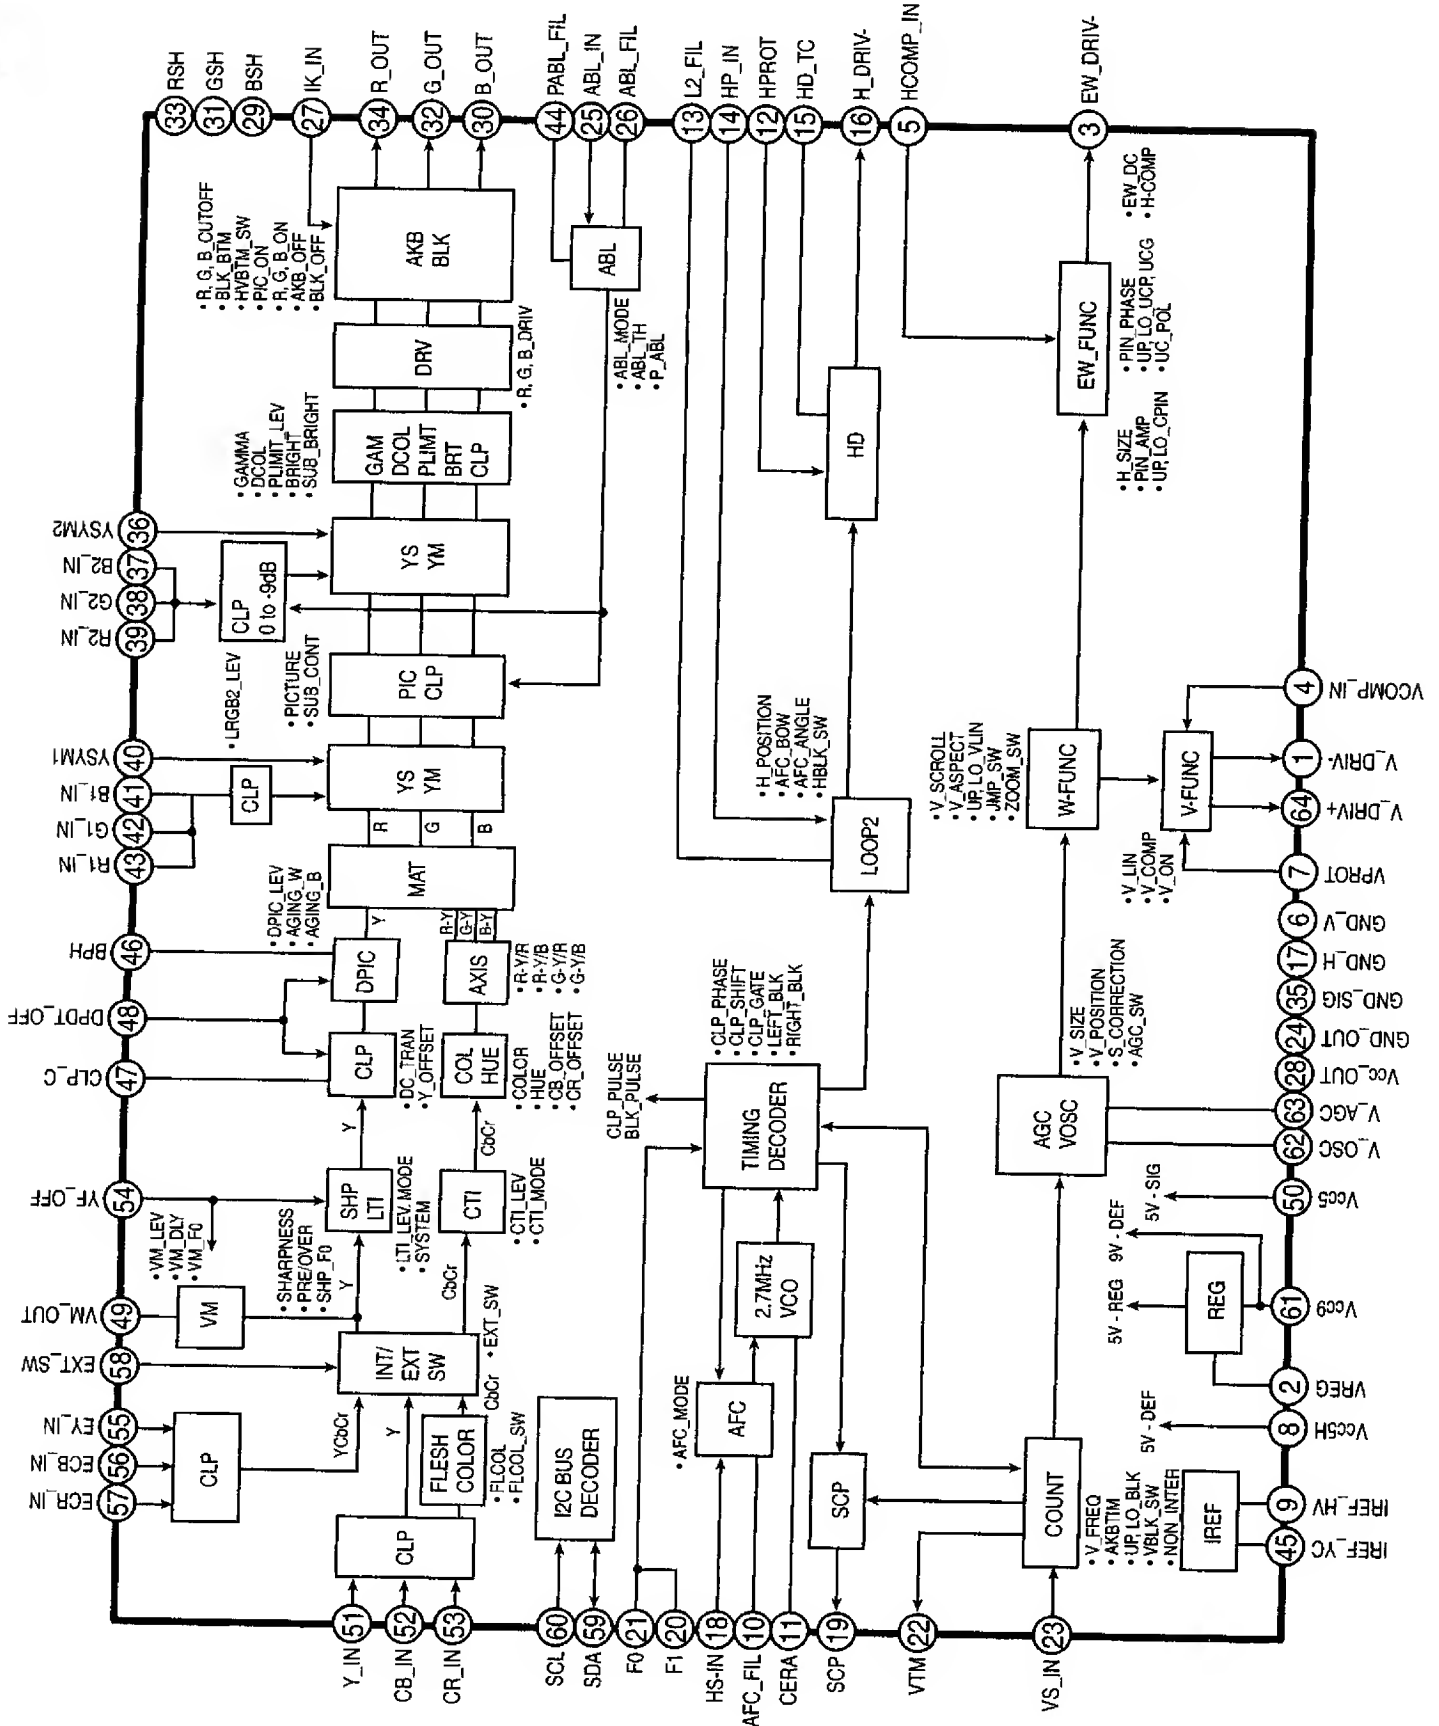 33 RSH
31 GSH
29 BSH
27 IK_IN
34 R_OUT
32 G_OUT
30 B_OUT
44 PABL_FIL
25 ABL_IN
26 ABL_FIL
13 L2_FIL
14 HP_IN
12 HPROT
15 HD_TC
16 H_DRIV-
5 HCOMP_IN
3 EW_DRIV-
• R, G, B_CUTOFF
• BLK_BTM
• HVBTM_SW
• PIC_ON
• R, G, B_ON
• AKB_OFF
• BLK_OFF
AKB
BLK
ABL
• ABL_MODE
• ABL_TH
• P_ABL
DRV
• R, G, B_DRIV
• GAMMA
• DCOL
• PLIMIT_LEV
• BRIGHT
• SUB_BRIGHT
GAM
DCOL
PLIMT
BRT
CLP
YSYM2 36
B2_IN 37
G2_IN 38
R2_IN 39
CLP
0 to -9dB
• LRGB2_LEV
YS
YM
• PICTURE
• SUB_CONT
PIC
CLP
YSYM1 40
B1_IN 41
G1_IN 42
R1_IN 43
CLP
YS
YM
R
G
B
MAT
BPH 46
DPDT_OFF 48
CLP_C 47
• DPIC_LEV
• AGING_W
• AGING_B
Y
R-Y
G-Y
B-Y
DPIC
AXIS
• R-Y/R
• R-Y/B
• G-Y/R
• G-Y/B
CLP
• DC_TRAN
• Y_OFFSET
COL
HUE
• COLOR
• HUE
• CB_OFFSET
• CR_OFFSET
Y
CbCr
YF_OFF 54
VM_OUT 49
EXT_SW 58
• VM_LEV
• VM_DLY
• VM_F0
VM
• SHARPNESS
• PRE/OVER
• SHP_F0
SHP
LTI
• LTI_LEV.MODE
• SYSTEM
CTI
• CTI_LEV
• CTI_MODE
Y
CbCr
INT/
EXT
SW
• EXT_SW
EY_IN 55
ECB_IN 56
ECR_IN 57
CLP
YCbCr
Y
CbCr
FLESH
COLOR
• FLCOL
• FLCOL_SW
CLP
Y_IN 51
CB_IN 52
CR_IN 53
SCL 60
SDA 59
I2C BUS
DECODER
F0 21
F1 20
HS-IN 18
AFC_FIL 10
CERA 11
SCP 19
VTM 22
VS_IN 23
• AFC_MODE
AFC
2.7MHz
VCO
SCP
CLP_PULSE
BLK_PULSE
TIMING
DECODER
• CLP_PHASE
• CLP_SHIFT
• CLP_GATE
• LEFT_BLK
• RIGHT_BLK
LOOP2
• H_POSITION
• AFC_BOW
• AFC_ANGLE
• HBLK_SW
HD
COUNT
• V_FREQ
• AKBTIM
• UP, LO_BLK
• VBLK_SW
• NON_INTER
AGC
VOSC
• V_SIZE
• V_POSITION
• S_CORRECTION
• AGC_SW
• V_SCROLL
• V_ASPECT
• UP, LO_VLIN
• JMP_SW
• ZOOM_SW
W-FUNC
• V_LIN
• V_COMP
• V_ON
V-FUNC
EW_FUNC
• H_SIZE
• PIN_AMP
• UP, LO_CPIN
• PIN_PHASE
• UP, LO_UCP, UCG
• UC_POL
• EW_DC
• H-COMP
IREF
REG
5V - DEF
5V - REG
9V - DEF
5V - SIG
4 VCOMP_IN
1 V_DRIV-
64 V_DRIV+
7 VPROT
6 GND_V
17 GND_H
35 GND_SIG
24 GND_OUT
28 Vcc_OUT
63 V_AGC
62 V_OSC
50 Vcc5
61 Vcc9
2 VREG
8 Vcc5H
9 IREF_HV
45 IREF_YC